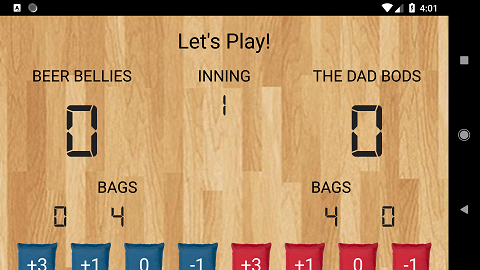 4:01
Let's Play!
BEER BELLIES INNING THE DAD BODS
0 1 0
BAGS BAGS
0 4 4 0
+3 +1 0 -1 +3 +1 0 -1